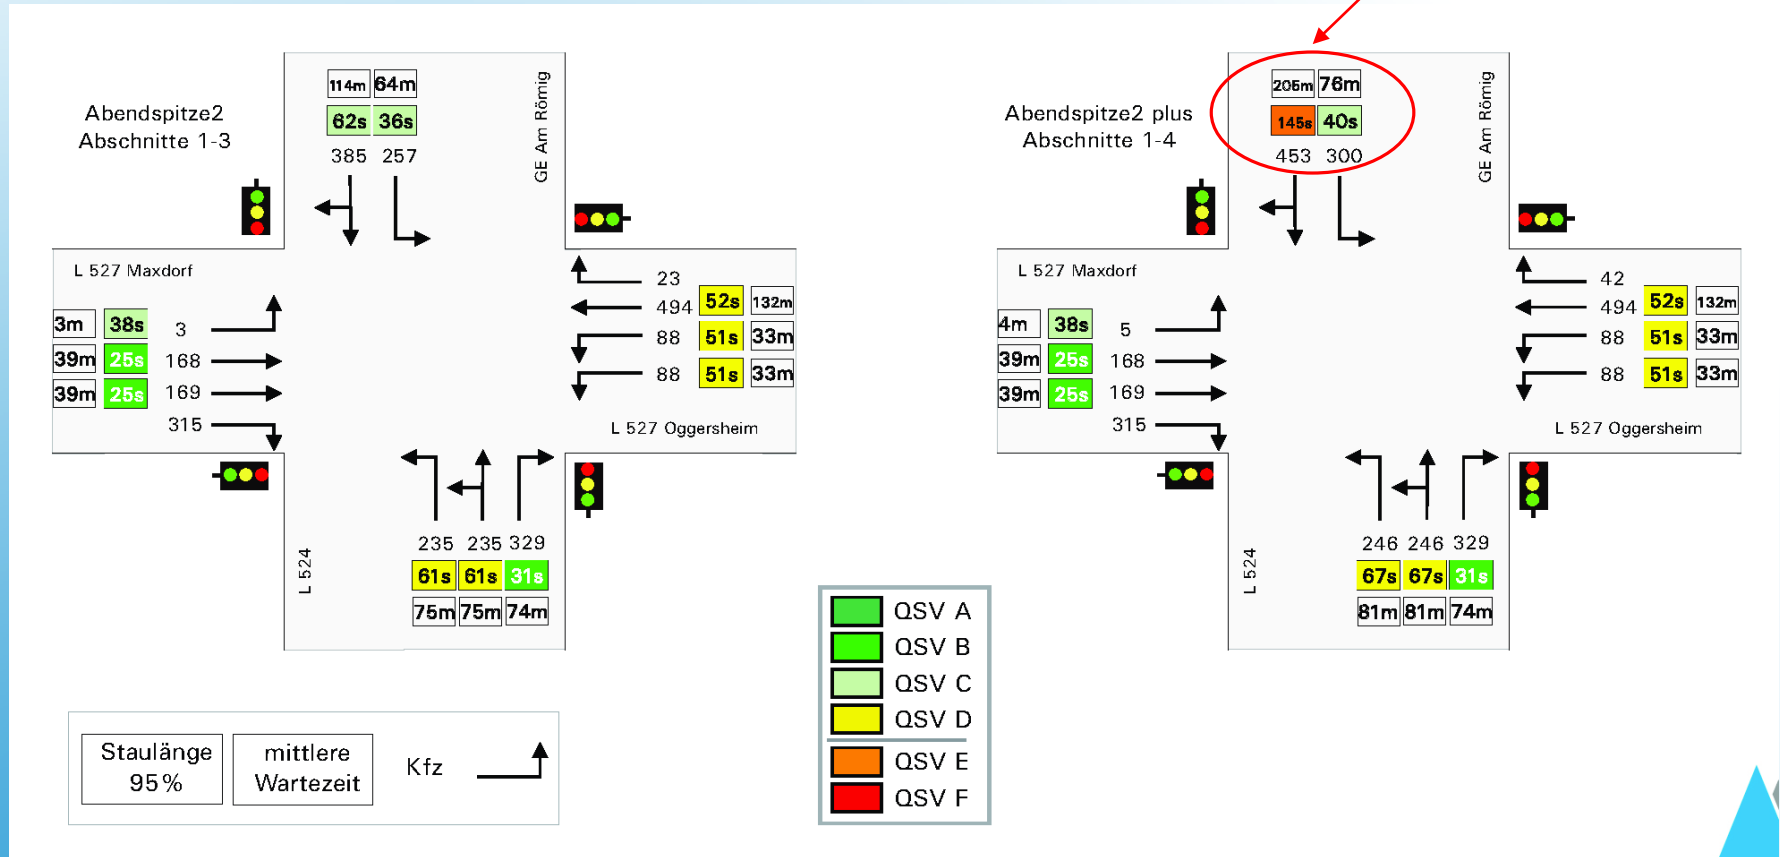 Abendspitze2
Abschnitte 1-3
114m 64m
62s 36s
385 257
GE Am Römig
L 527 Maxdorf
3m 38s 3
39m 25s 168
39m 25s 169
315
23
494 52s 132m
88 51s 33m
88 51s 33m
L 527 Oggersheim
L 524
235 235 329
61s 61s 31s
75m 75m 74m
Abendspitze2 plus
Abschnitte 1-4
205m 76m
145s 40s
453 300
GE Am Römig
L 527 Maxdorf
4m 38s 5
39m 25s 168
39m 25s 169
315
42
494 52s 132m
88 51s 33m
88 51s 33m
L 527 Oggersheim
L 524
246 246 329
67s 67s 31s
81m 81m 74m
Staulänge
95%
mittlere
Wartezeit
Kfz
QSV A
QSV B
QSV C
QSV D
QSV E
QSV F